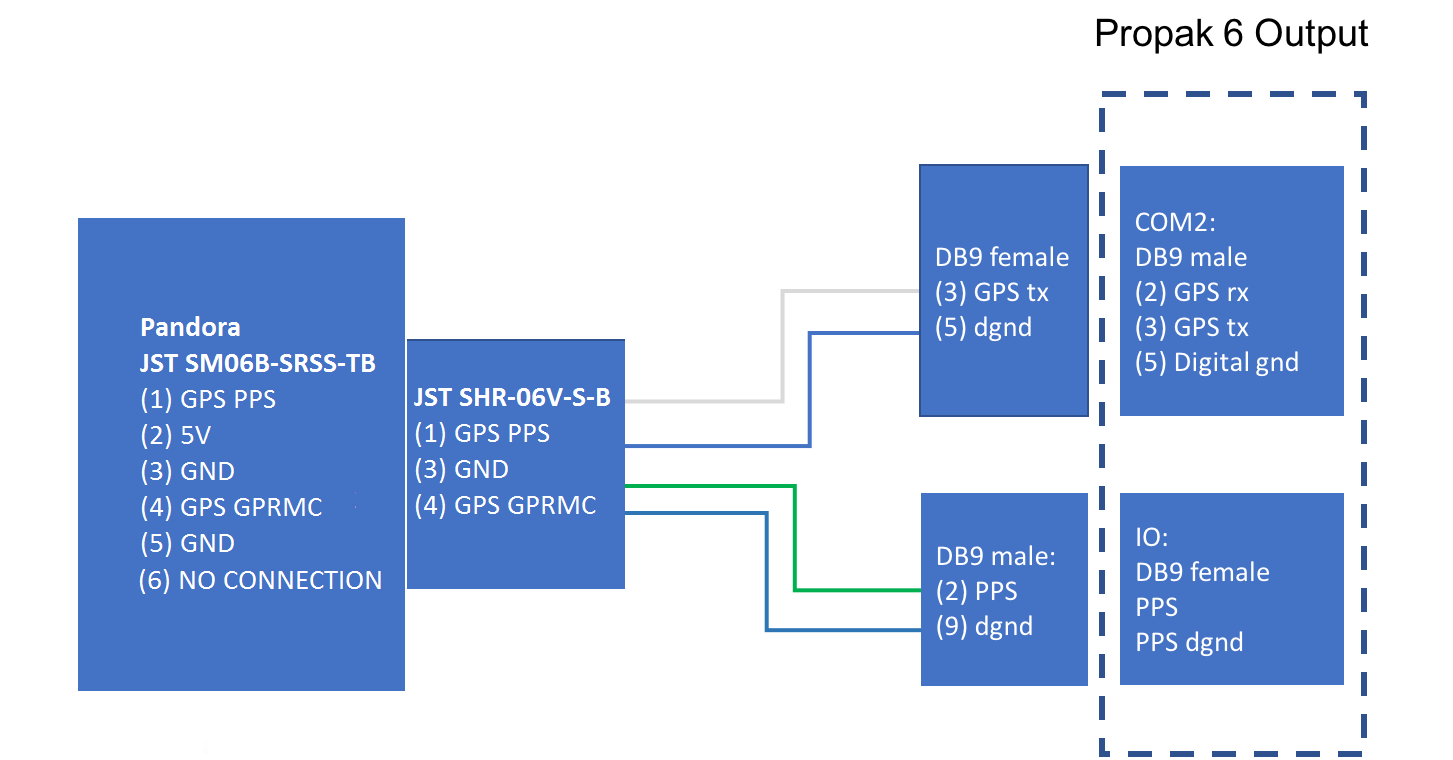 Propak 6 Output
Pandora
JST SM06B-SRSS-TB
(1) GPS PPS
(2) 5V
(3) GND
(4) GPS GPRMC
(5) GND
(6) NO CONNECTION
JST SHR-06V-S-B
(1) GPS PPS
(3) GND
(4) GPS GPRMC
DB9 female
(3) GPS tx
(5) dgnd
COM2:
DB9 male
(2) GPS rx
(3) GPS tx
(5) Digital gnd
DB9 male:
(2) PPS
(9) dgnd
IO:
DB9 female
PPS
PPS dgnd